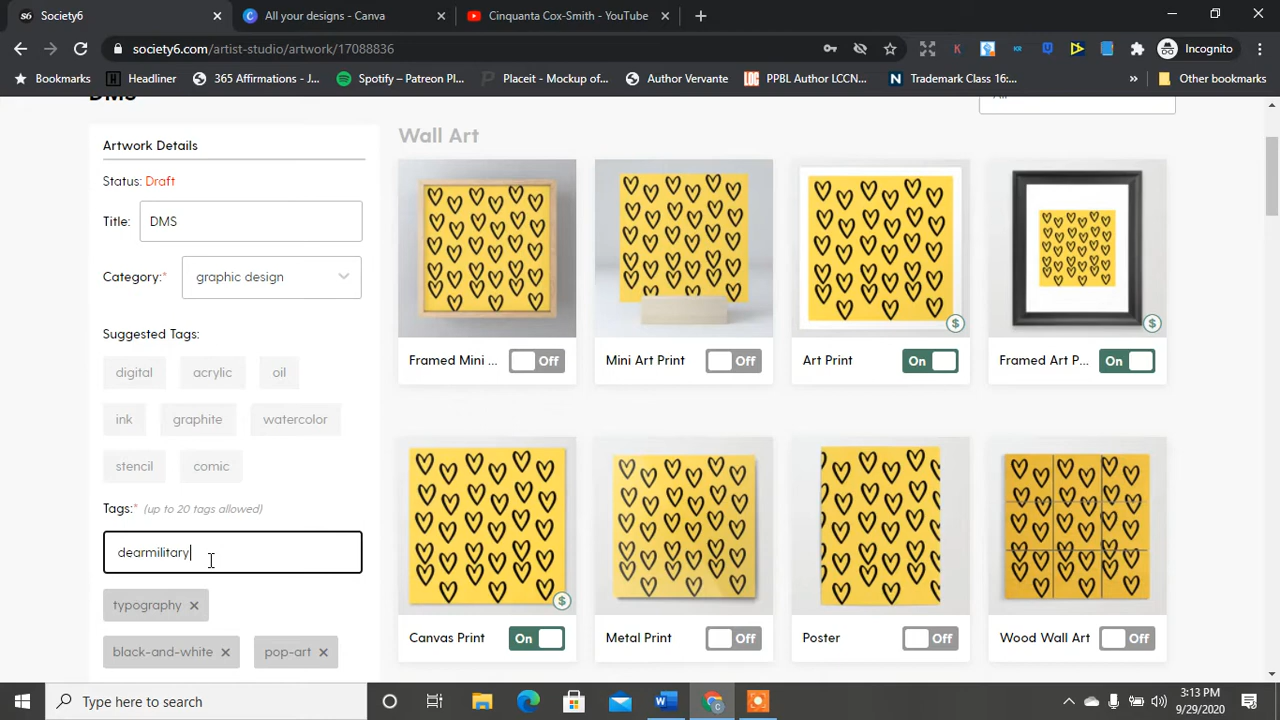 Society6
All your designs - Canva
Cinquanta Cox-Smith - YouTube
society6.com/artist-studio/artwork/17088836
Incognito
Bookmarks
Headliner
365 Affirmations - J...
Spotify – Patreon Pl...
Placeit - Mockup of...
Author Vervante
PPBL Author LCCN...
Trademark Class 16:...
Other bookmarks
DMS
Artwork Details
Status: Draft
Title: DMS
Category:* graphic design
Suggested Tags:
digital acrylic oil
ink graphite watercolor
stencil comic
Tags:* (up to 20 tags allowed)
dearmilitary
typography
black-and-white pop-art
Wall Art
Framed Mini ... Off
Mini Art Print Off
Art Print On
Framed Art P... On
Canvas Print On
Metal Print Off
Poster Off
Wood Wall Art Off
Type here to search
3:13 PM
9/29/2020